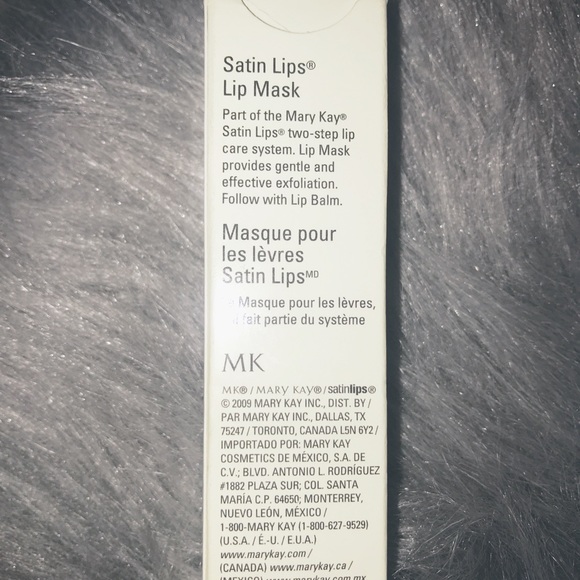 Satin Lips®
Lip Mask
Part of the Mary Kay®
Satin Lips® two-step lip
care system. Lip Mask
provides gentle and
effective exfoliation.
Follow with Lip Balm.
Masque pour
les lèvres
Satin LipsMD
Masque pour les lèvres,
fait partie du système
MK
MK® / MARY KAY® / satinlips®
© 2009 MARY KAY INC., DIST. BY /
PAR MARY KAY INC., DALLAS, TX
75247 / TORONTO, CANADA L5N 6Y2 /
IMPORTADO POR: MARY KAY
COSMETICS DE MÉXICO, S.A. DE
C.V.; BLVD. ANTONIO L. RODRÍGUEZ
#1882 PLAZA SUR; COL. SANTA
MARÍA C.P. 64650; MONTERREY,
NUEVO LEÓN, MÉXICO /
1-800-MARY KAY (1-800-627-9529)
(U.S.A. / É.-U. / E.U.A.)
www.marykay.com /
(CANADA) www.marykay.ca /
(MEXICO) www.marykay.com.mx